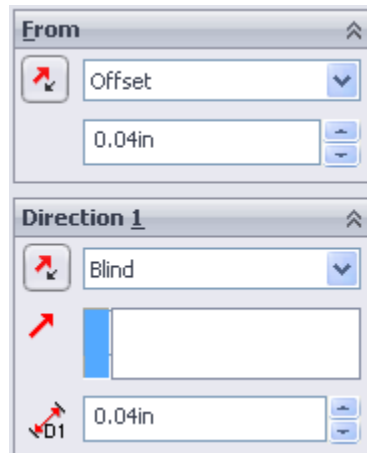 From
Offset
0.04in
Direction 1
Blind
D1
0.04in